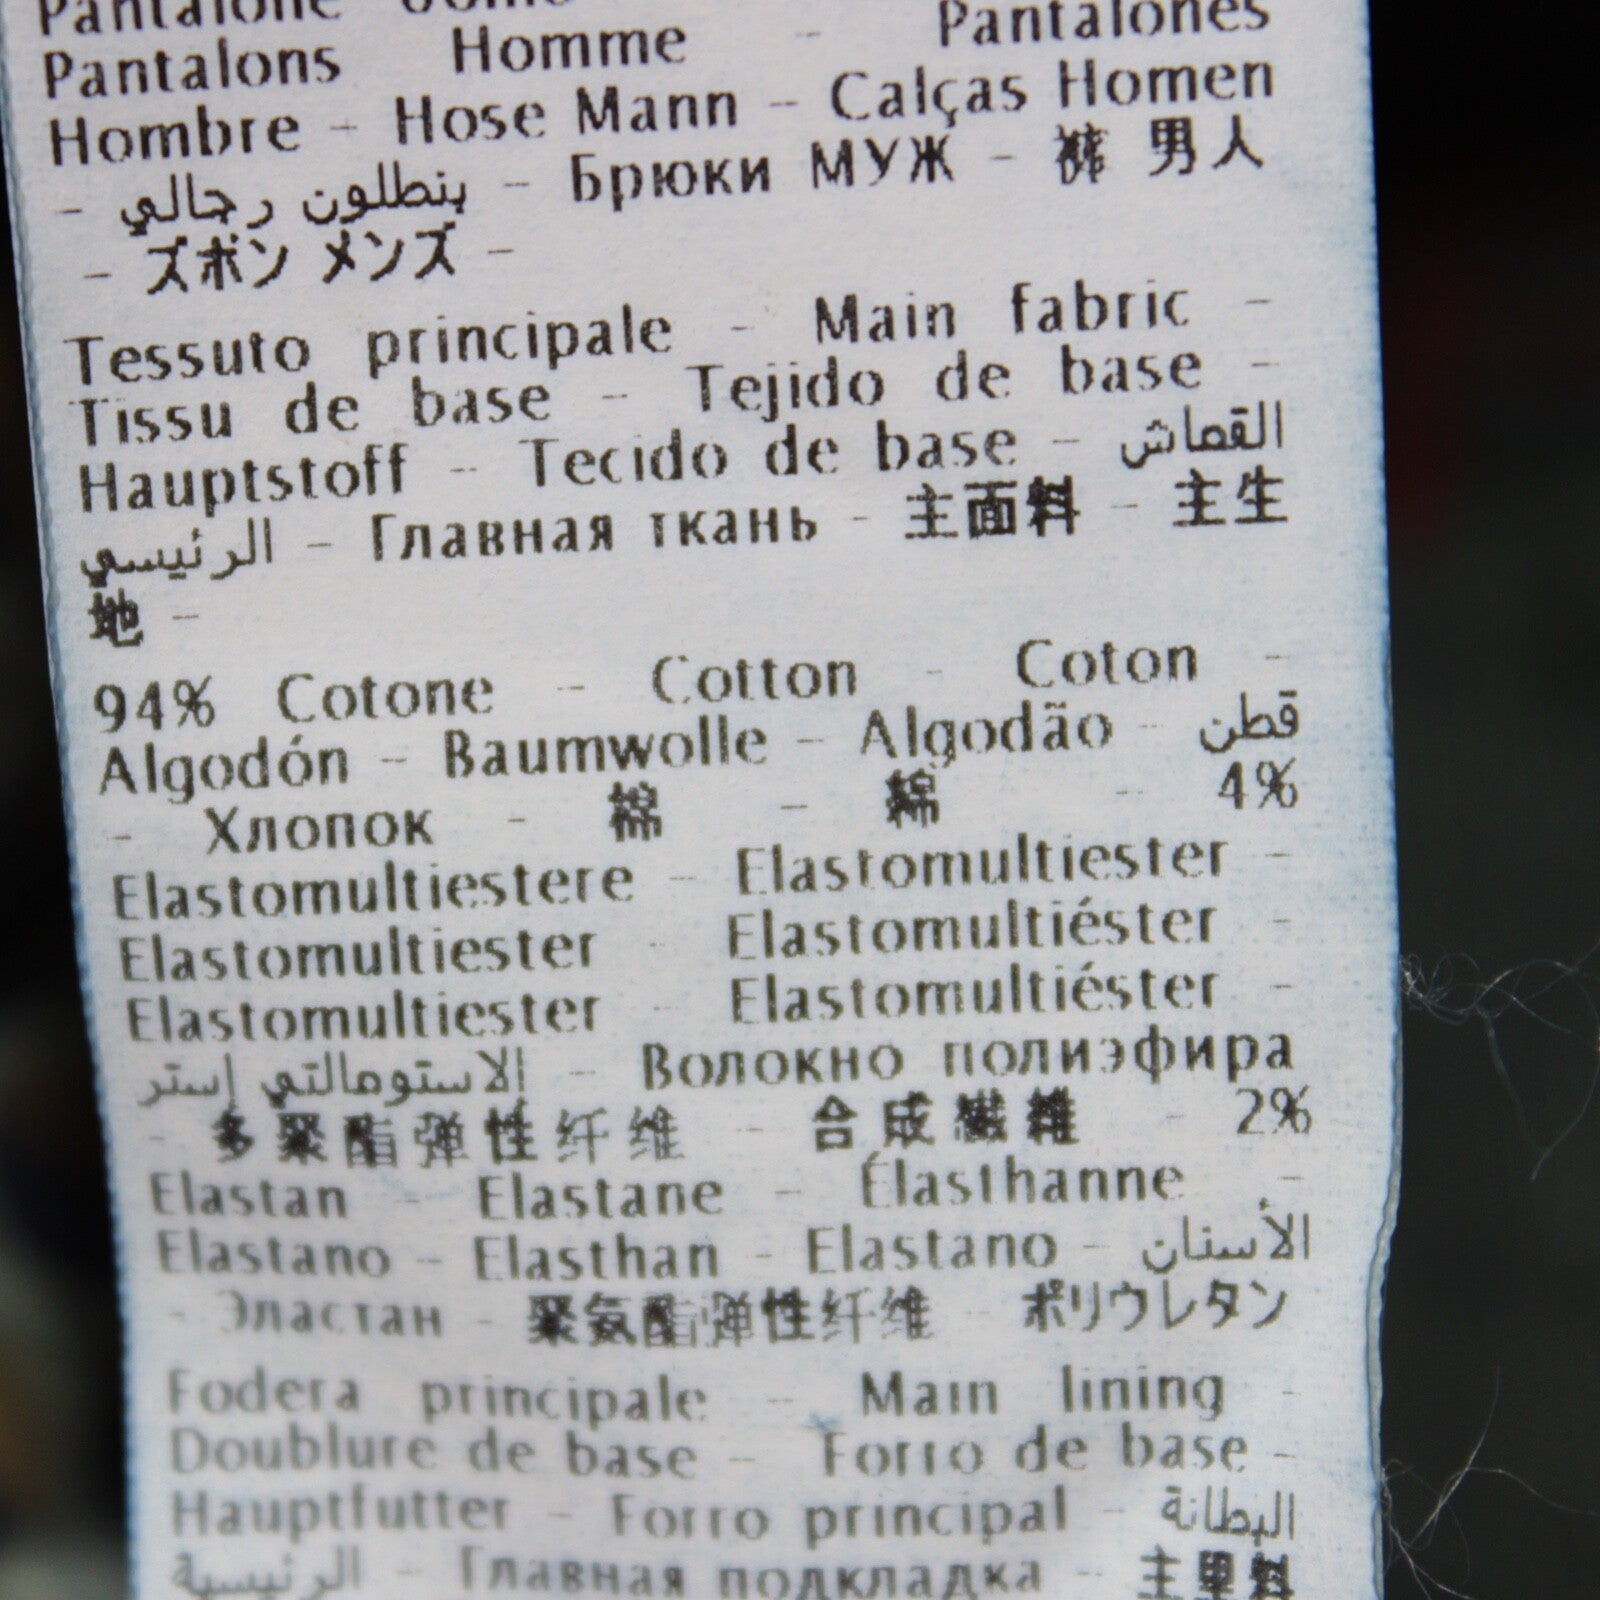 Pantalone Uomo
Pantalons Homme - Pantalones
Hombre - Hose Mann - Calças Homen
- بنطلون رجالي - Брюки МУЖ - 裤 男人
- ズボン メンズ -
Tessuto principale - Main fabric -
Tissu de base - Tejido de base -
Hauptstoff - Tecido de base - القماش
الرئيسي - Главная ткань - 主面料 - 主生
地 -
94% Cotone - Cotton - Coton -
Algodón - Baumwolle - Algodão - قطن
- Хлопок - 棉 - 綿 - 4%
Elastomultiestere - Elastomultiester -
Elastomultiester - Elastomultiéster -
Elastomultiester - Elastomultiéster -
الاستومالتي إستر - Волокно полиэфира
- 多聚酯弹性纤维 - 合成繊維 - 2%
Elastan - Elastane - Élasthanne -
Elastano - Elasthan - Elastano - الأسنان
- Эластан - 聚氨酯弹性纤维 - ポリウレタン
Fodera principale - Main lining -
Doublure de base - Forro de base -
Hauptfutter - Forro principal - البطانة
الرئيسية - Главная подкладка - 主里料